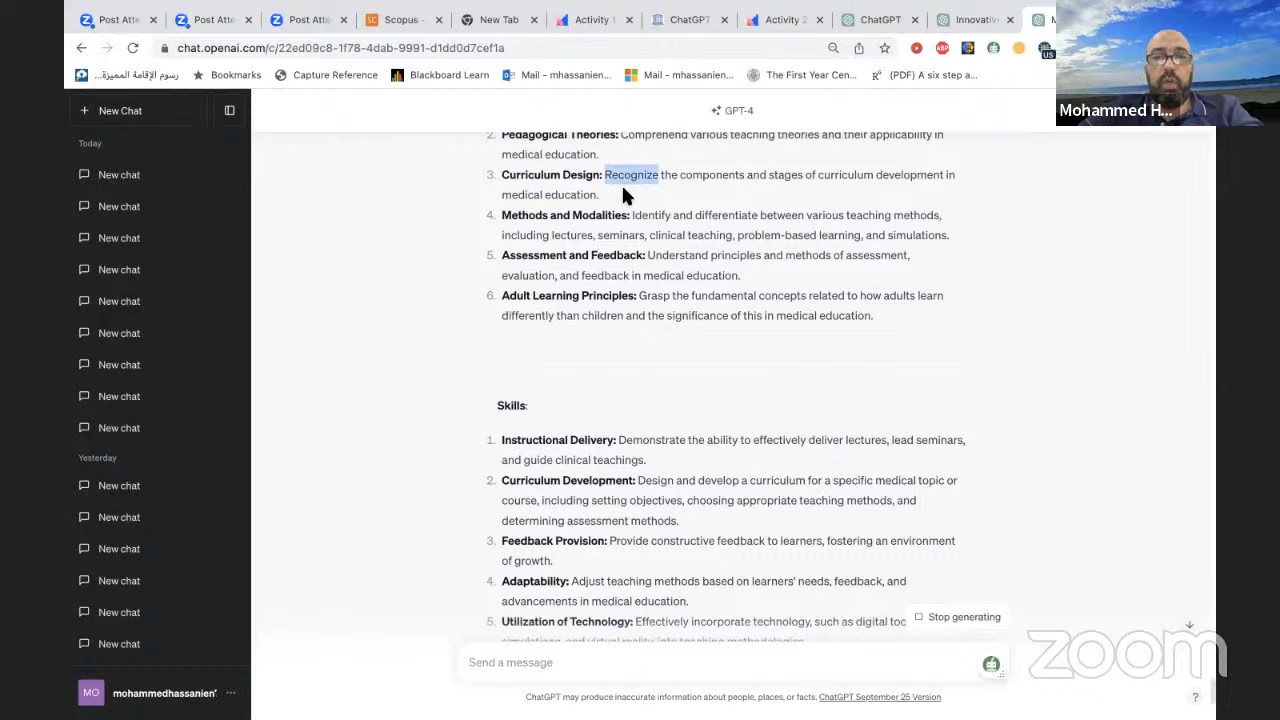 Post Atte
Post Atte
Post Atte
Scopus -
New Tab
Activity 1
ChatGPT
Activity 2
ChatGPT
Innovativ
chat.openai.com/c/22ed09c8-1f78-4dab-9991-d1dd0d7cef1a
ABP
US
رسوم الإقامة المميزة...
Bookmarks
Capture Reference
Blackboard Learn
Mail – mhassanien...
Mail – mhassanien...
The First Year Cen...
(PDF) A six step a...
Mohammed H...
New Chat
GPT-4
Today
New chat
New chat
New chat
New chat
New chat
New chat
New chat
New chat
New chat
Yesterday
New chat
New chat
New chat
New chat
New chat
New chat
MO
mohammedhassanien'
2. Pedagogical Theories: Comprehend various teaching theories and their applicability in
medical education.
3. Curriculum Design: Recognize the components and stages of curriculum development in
medical education.
4. Methods and Modalities: Identify and differentiate between various teaching methods,
including lectures, seminars, clinical teaching, problem-based learning, and simulations.
5. Assessment and Feedback: Understand principles and methods of assessment,
evaluation, and feedback in medical education.
6. Adult Learning Principles: Grasp the fundamental concepts related to how adults learn
differently than children and the significance of this in medical education.
Skills:
1. Instructional Delivery: Demonstrate the ability to effectively deliver lectures, lead seminars,
and guide clinical teachings.
2. Curriculum Development: Design and develop a curriculum for a specific medical topic or
course, including setting objectives, choosing appropriate teaching methods, and
determining assessment methods.
3. Feedback Provision: Provide constructive feedback to learners, fostering an environment
of growth.
4. Adaptability: Adjust teaching methods based on learners' needs, feedback, and
advancements in medical education.
5. Utilization of Technology: Effectively incorporate technology, such as digital too
simulations, and virtual reality, into teaching methodologies.
Stop generating
Send a message
zoom
ChatGPT may produce inaccurate information about people, places, or facts. ChatGPT September 25 Version
?